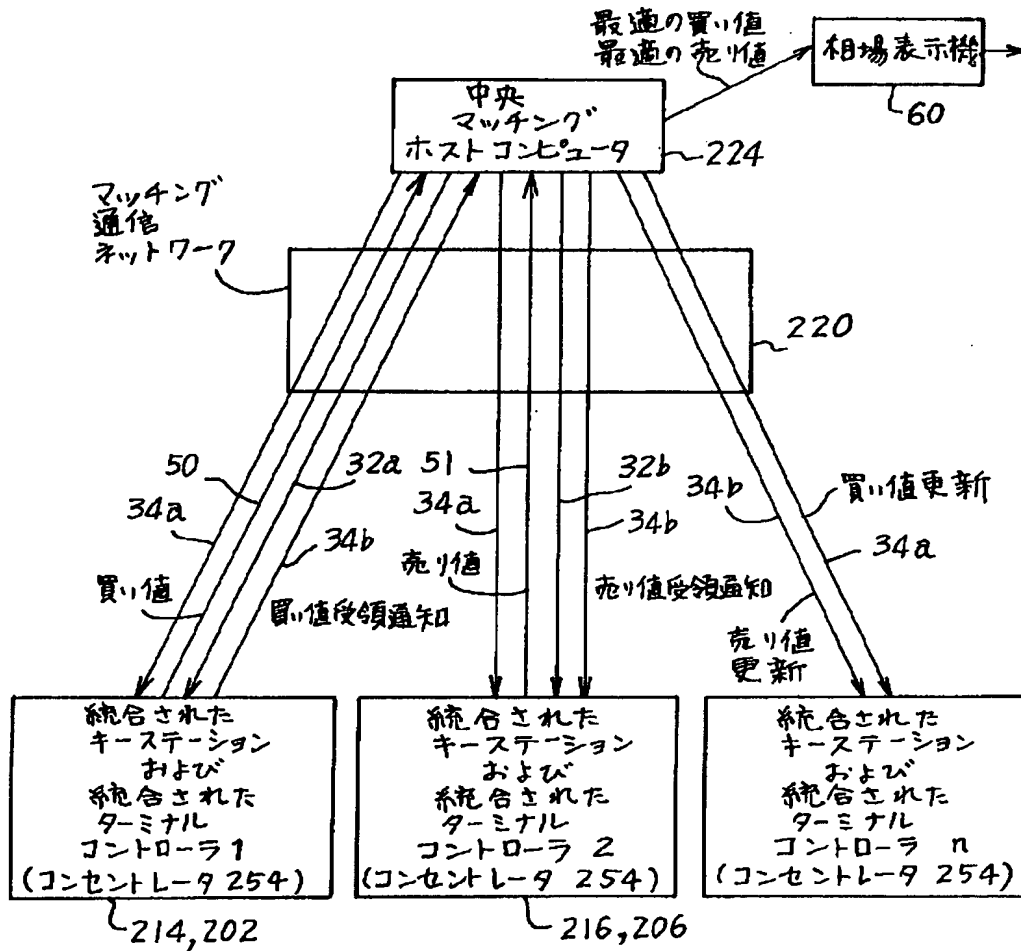 最適の買い値
最適の売り値
相場表示機
60
中央
マッチング
ホストコンピュータ
224
マッチング
通信
ネットワーク
220
50
32a
51
32b
34a
34a
34b
買い値更新
34b
34b
34a
売り値
買い値
買い値受領通知
売り値受領通知
売り値
更新
統合された
キーステーション
および
統合された
ターミナル
コントローラ 1
(コンセントレータ 254)
214,202
統合された
キーステーション
および
統合された
ターミナル
コントローラ 2
(コンセントレータ 254)
216,206
統合された
キーステーション
および
統合された
ターミナル
コントローラ n
(コンセントレータ 254)